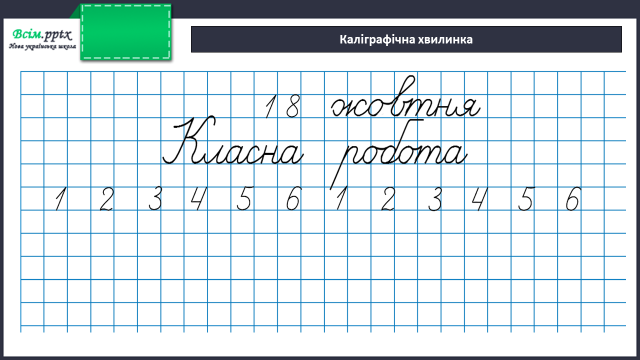 Всім.pptx
Нова українська школа
Каліграфічна хвилинка
18 жовтня
Класна робота
1 2 3 4 5 6 1 2 3 4 5 6